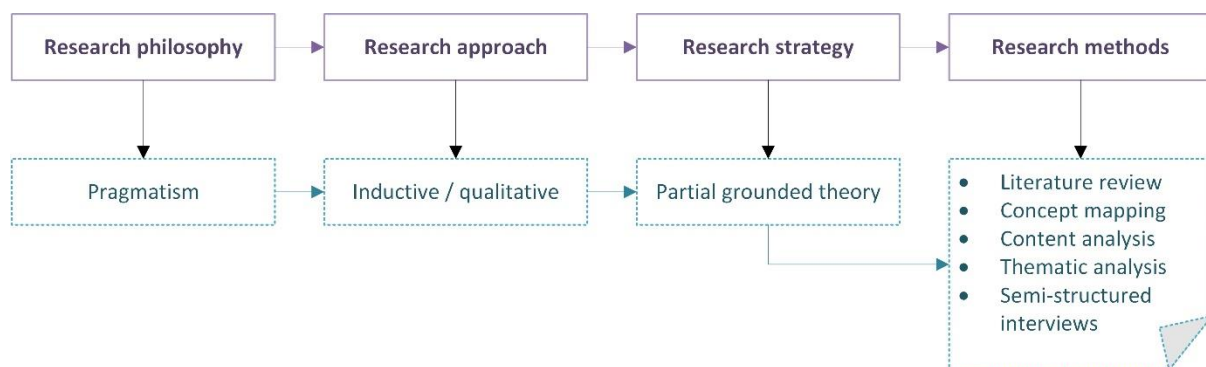 Research philosophy
Research approach
Research strategy
Research methods
Pragmatism
Inductive / qualitative
Partial grounded theory
• Literature review
• Concept mapping
• Content analysis
• Thematic analysis
• Semi-structured
interviews